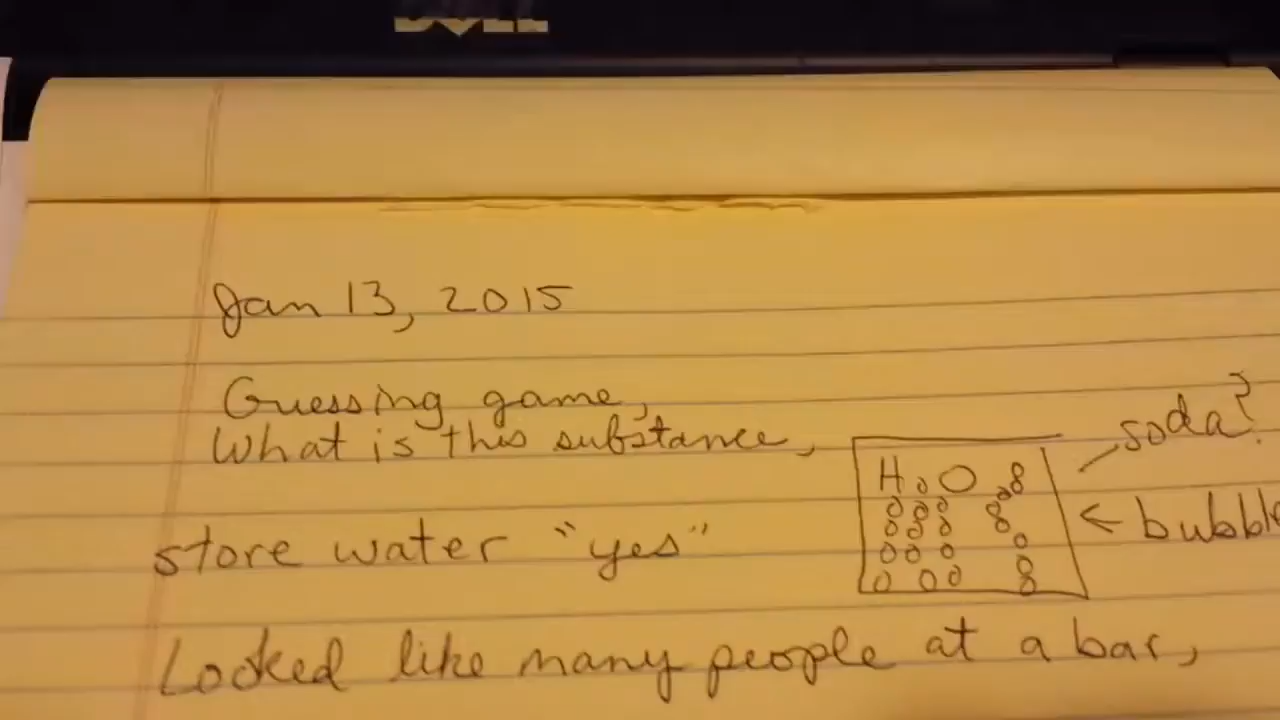 DELL
Jan 13, 2015
Guessing game,
What is this substance,
soda?
H2O
store water "yes"
← bubble
Looked like many people at a bar,